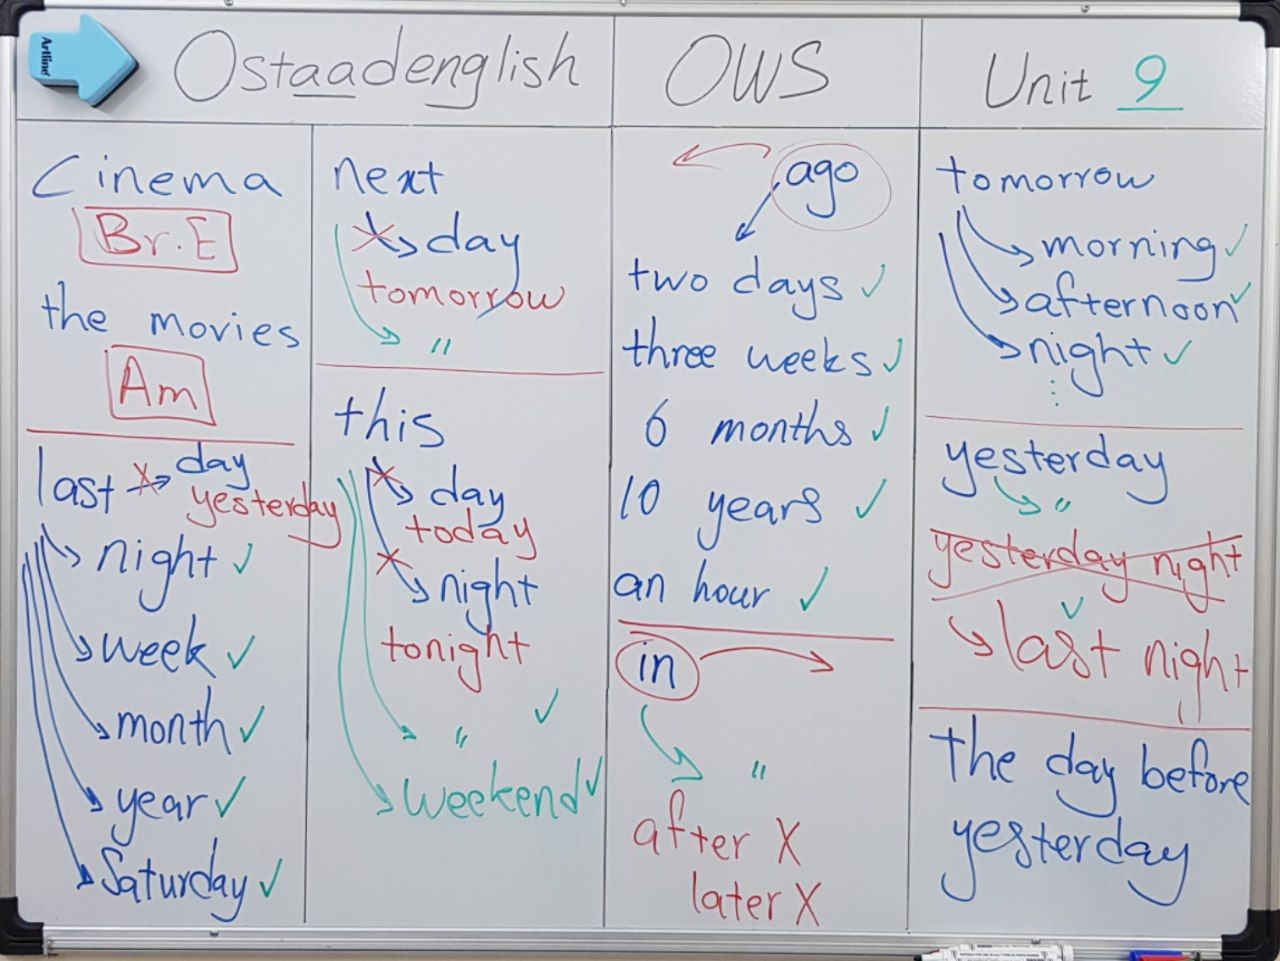 Artline
Ostaadenglish
OWS
Unit 9
Cinema
Br.E
the movies
Am
last X day
yesterday
night ✓
week ✓
month ✓
year ✓
Saturday ✓
next
X day
tomorrow
"
this
X day
today
X night
tonight
" ✓
weekend ✓
ago
two days ✓
three weeks ✓
6 months ✓
10 years ✓
an hour ✓
in
"
after X
later X
tomorrow
morning ✓
afternoon ✓
night ✓
yesterday
"
yesterday night
✓
last night
"
the day before
yesterday